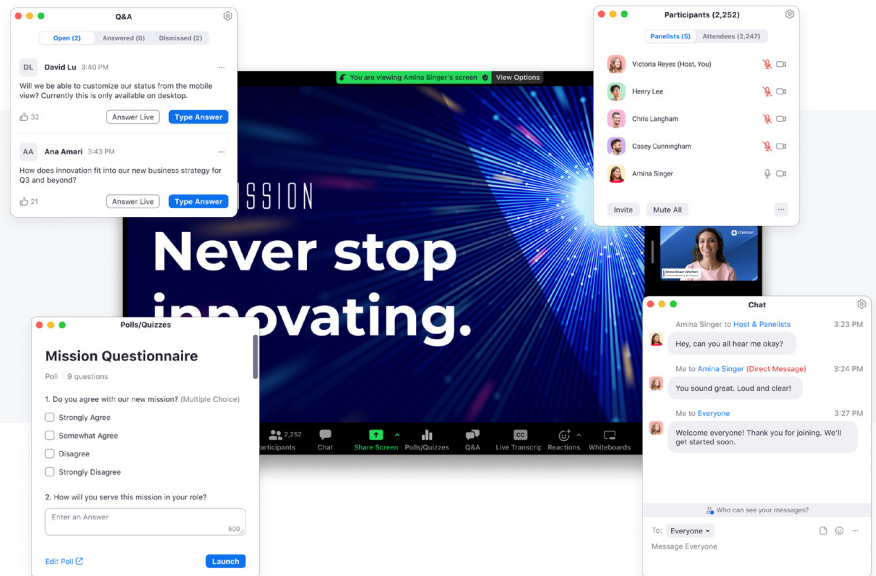 Q&A
Open (2) Answered (0) Dismissed (2)
DL David Lu 3:40 PM
Will we be able to customize our status from the mobile
view? Currently this is only available on desktop.
32 Answer Live Type Answer
AA Ana Amari 3:43 PM
How does innovation fit into our new business strategy for
Q3 and beyond?
21 Answer Live Type Answer
You are viewing Amina Singer's screen View Options
SSION
Never stop
innovating.
Participants (2,252)
Panelists (5) Attendees (2,247)
Victoria Reyes (Host, You)
Henry Lee
Chris Langham
Casey Cunningham
Amina Singer
Invite Mute All
COMPANY
Polls/Quizzes
Mission Questionnaire
Poll 9 questions
1. Do you agree with our new mission? (Multiple Choice)
Strongly Agree
Somewhat Agree
Disagree
Strongly Disagree
2. How will you serve this mission in your role?
Enter an Answer
500
Edit Poll Launch
2,252
articipants Chat Share Screen Polls/Quizzes Q&A CC Live Transcrip Reactions Whiteboards
Chat
Amina Singer to Host & Panelists 3:23 PM
Hey, can you all hear me okay?
Me to Amina Singer (Direct Message) 3:24 PM
You sound great. Loud and clear!
Me to Everyone 3:27 PM
Welcome everyone! Thank you for joining. We'll
get started soon.
Who can see your messages?
To: Everyone
Message Everyone